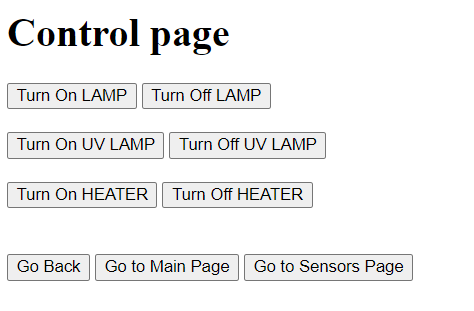 Control page
Turn On LAMP Turn Off LAMP
Turn On UV LAMP Turn Off UV LAMP
Turn On HEATER Turn Off HEATER
Go Back Go to Main Page Go to Sensors Page